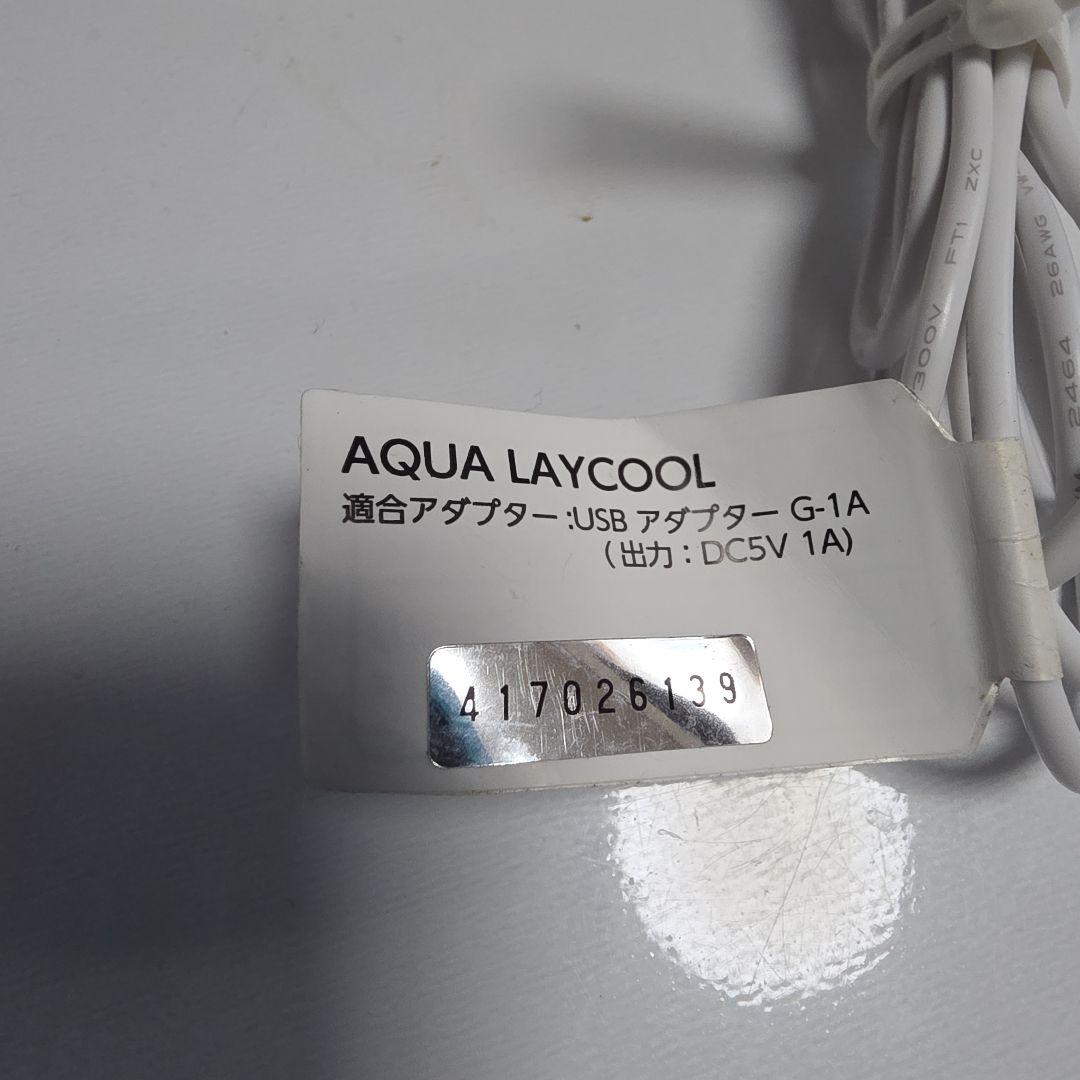 AQUA LAYCOOL
適合アダプター:USB アダプター G-1A
(出力:DC5V 1A)
417026139
300V FT1 ZXC
2464 26AWG